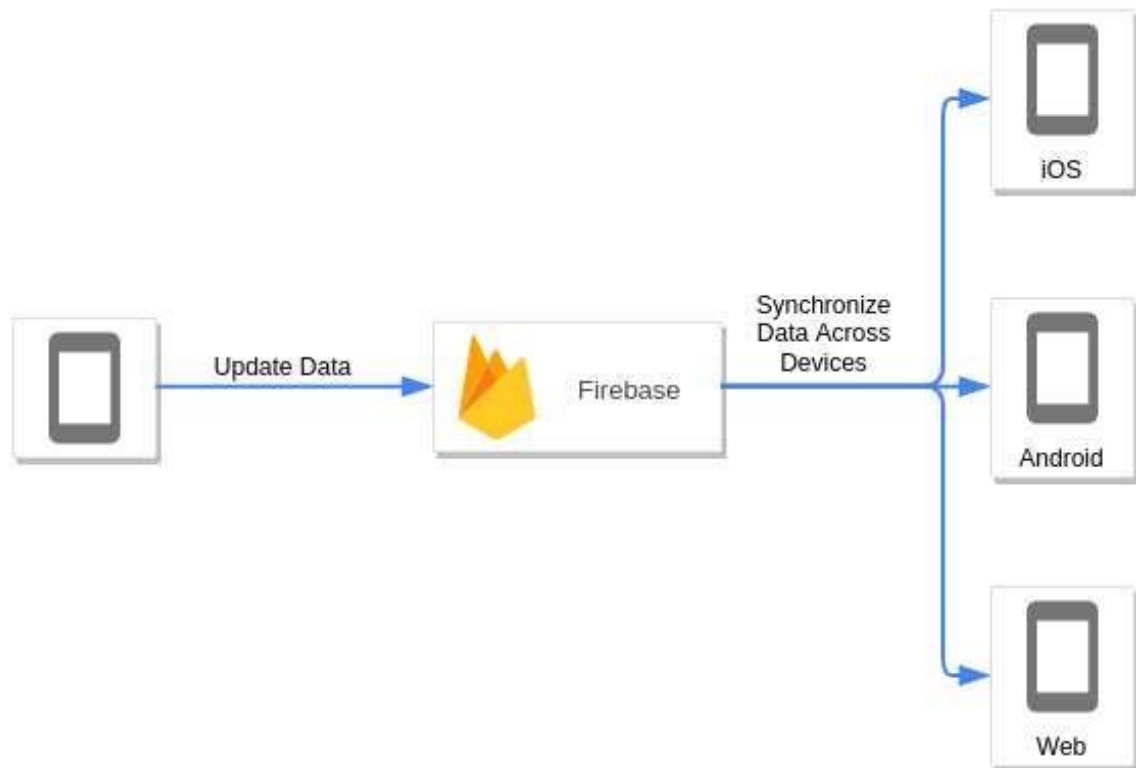 Update Data
Firebase
Synchronize
Data Across
Devices
iOS
Android
Web